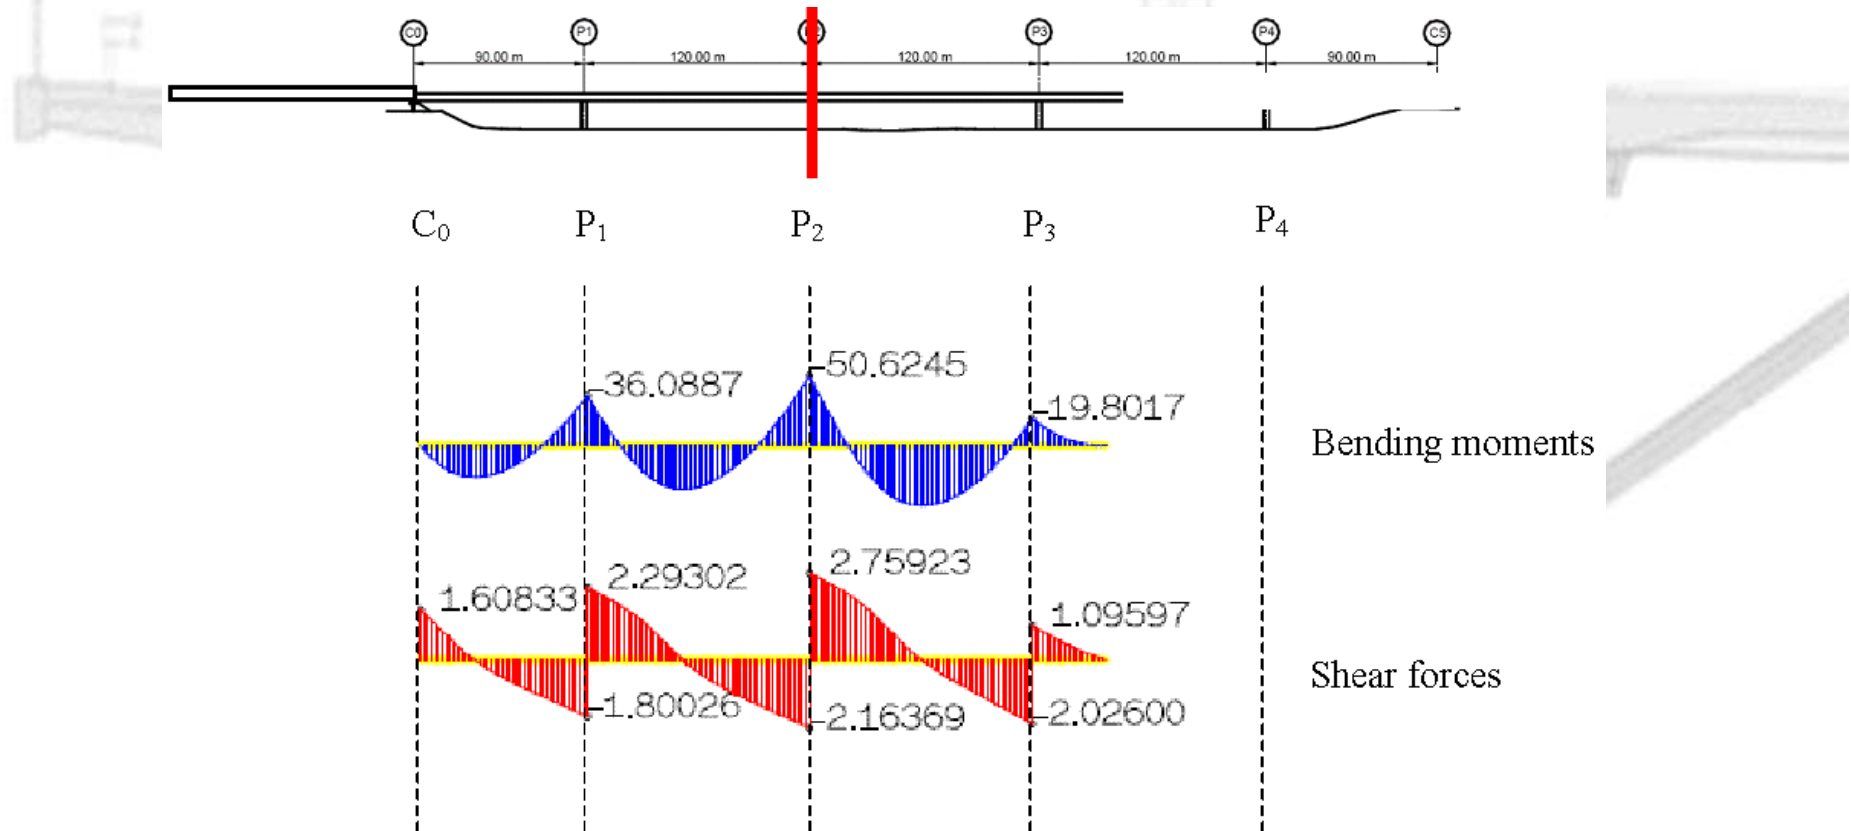 C0 P1 P3 P4 C5
90.00 m 120.00 m 120.00 m 120.00 m 90.00 m
C₀ P₁ P₂ P₃ P₄
-50.6245
-36.0887
-19.8017
Bending moments
2.75923
2.29302
1.60833
1.09597
Shear forces
-1.80026
-2.16369
-2.02600